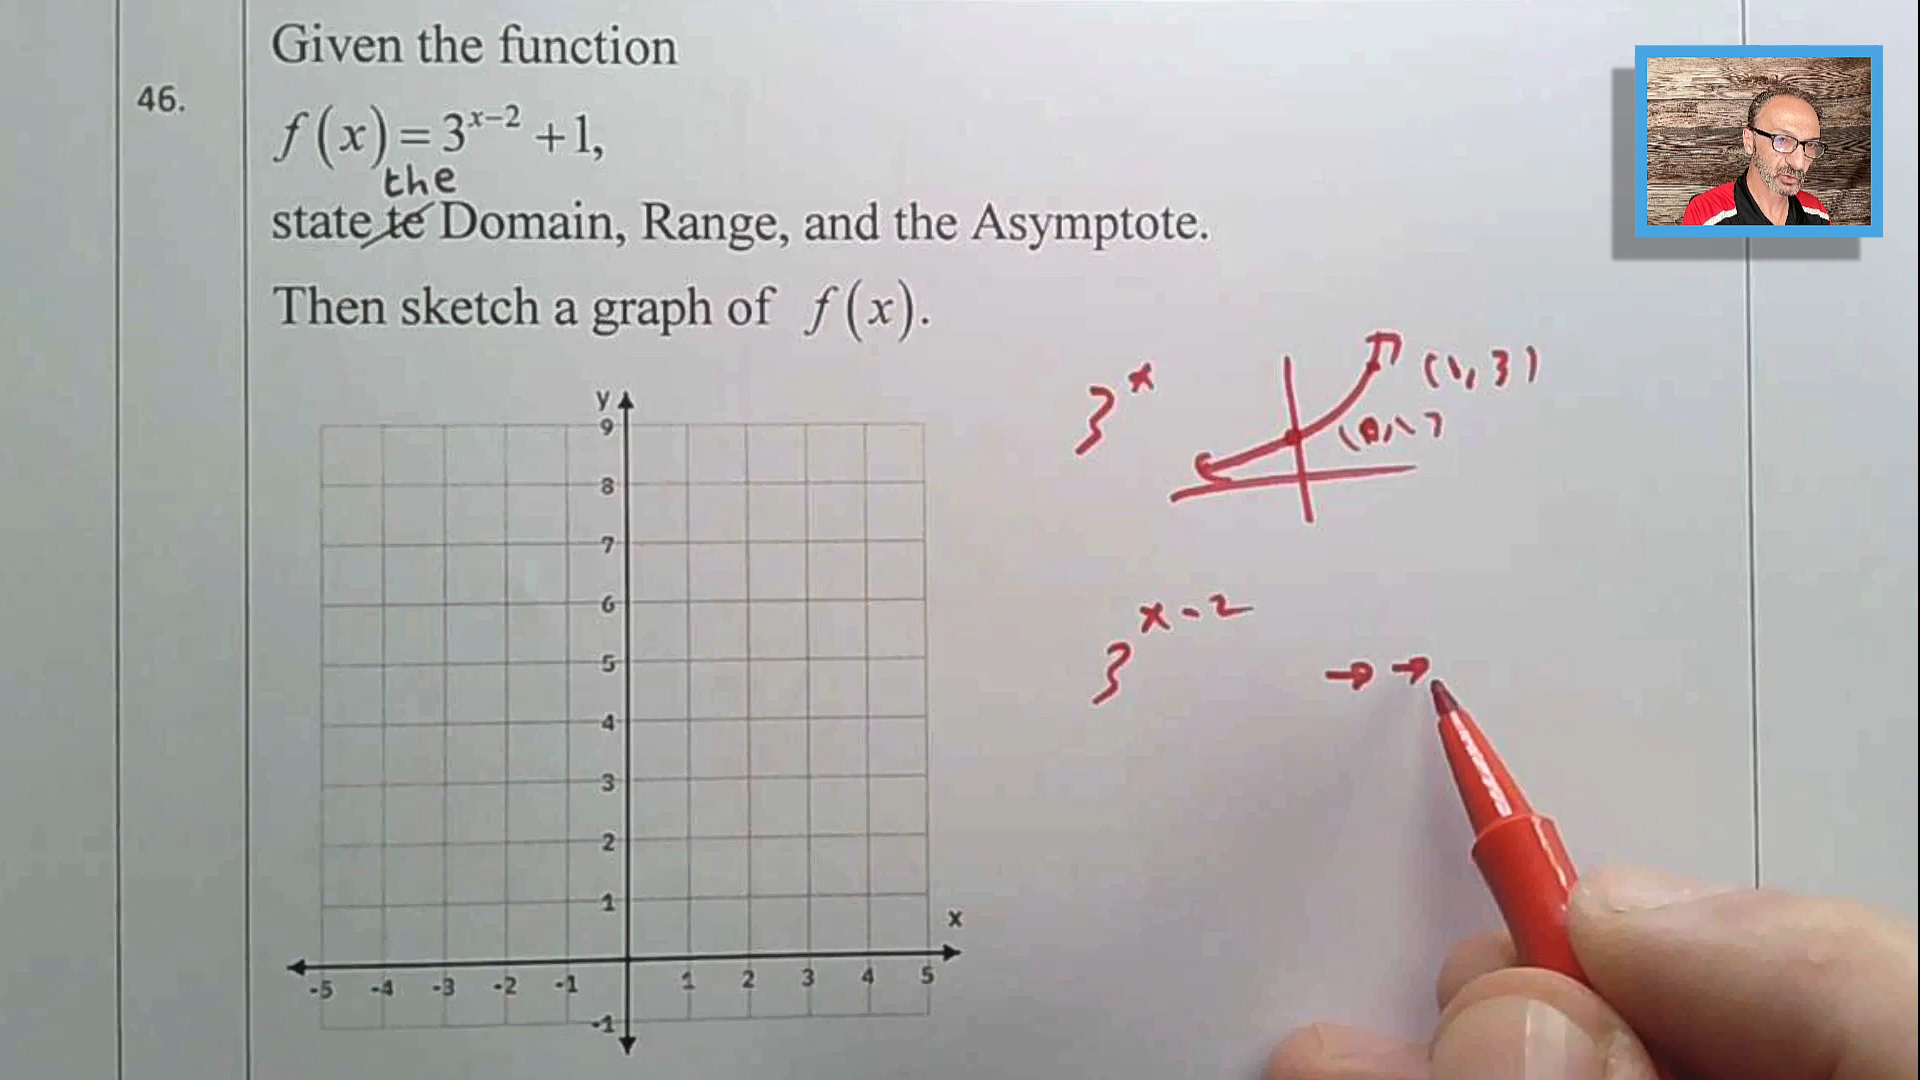 Given the function
46.
f(x) = 3^{x-2} + 1,
the
state te Domain, Range, and the Asymptote.
Then sketch a graph of f(x).
3^x
(1, 3)
(0, 1)
3^{x-2}
→ →
y
9
8
7
6
5
4
3
2
1
x
-5 -4 -3 -2 -1 1 2 3 4 5
-1